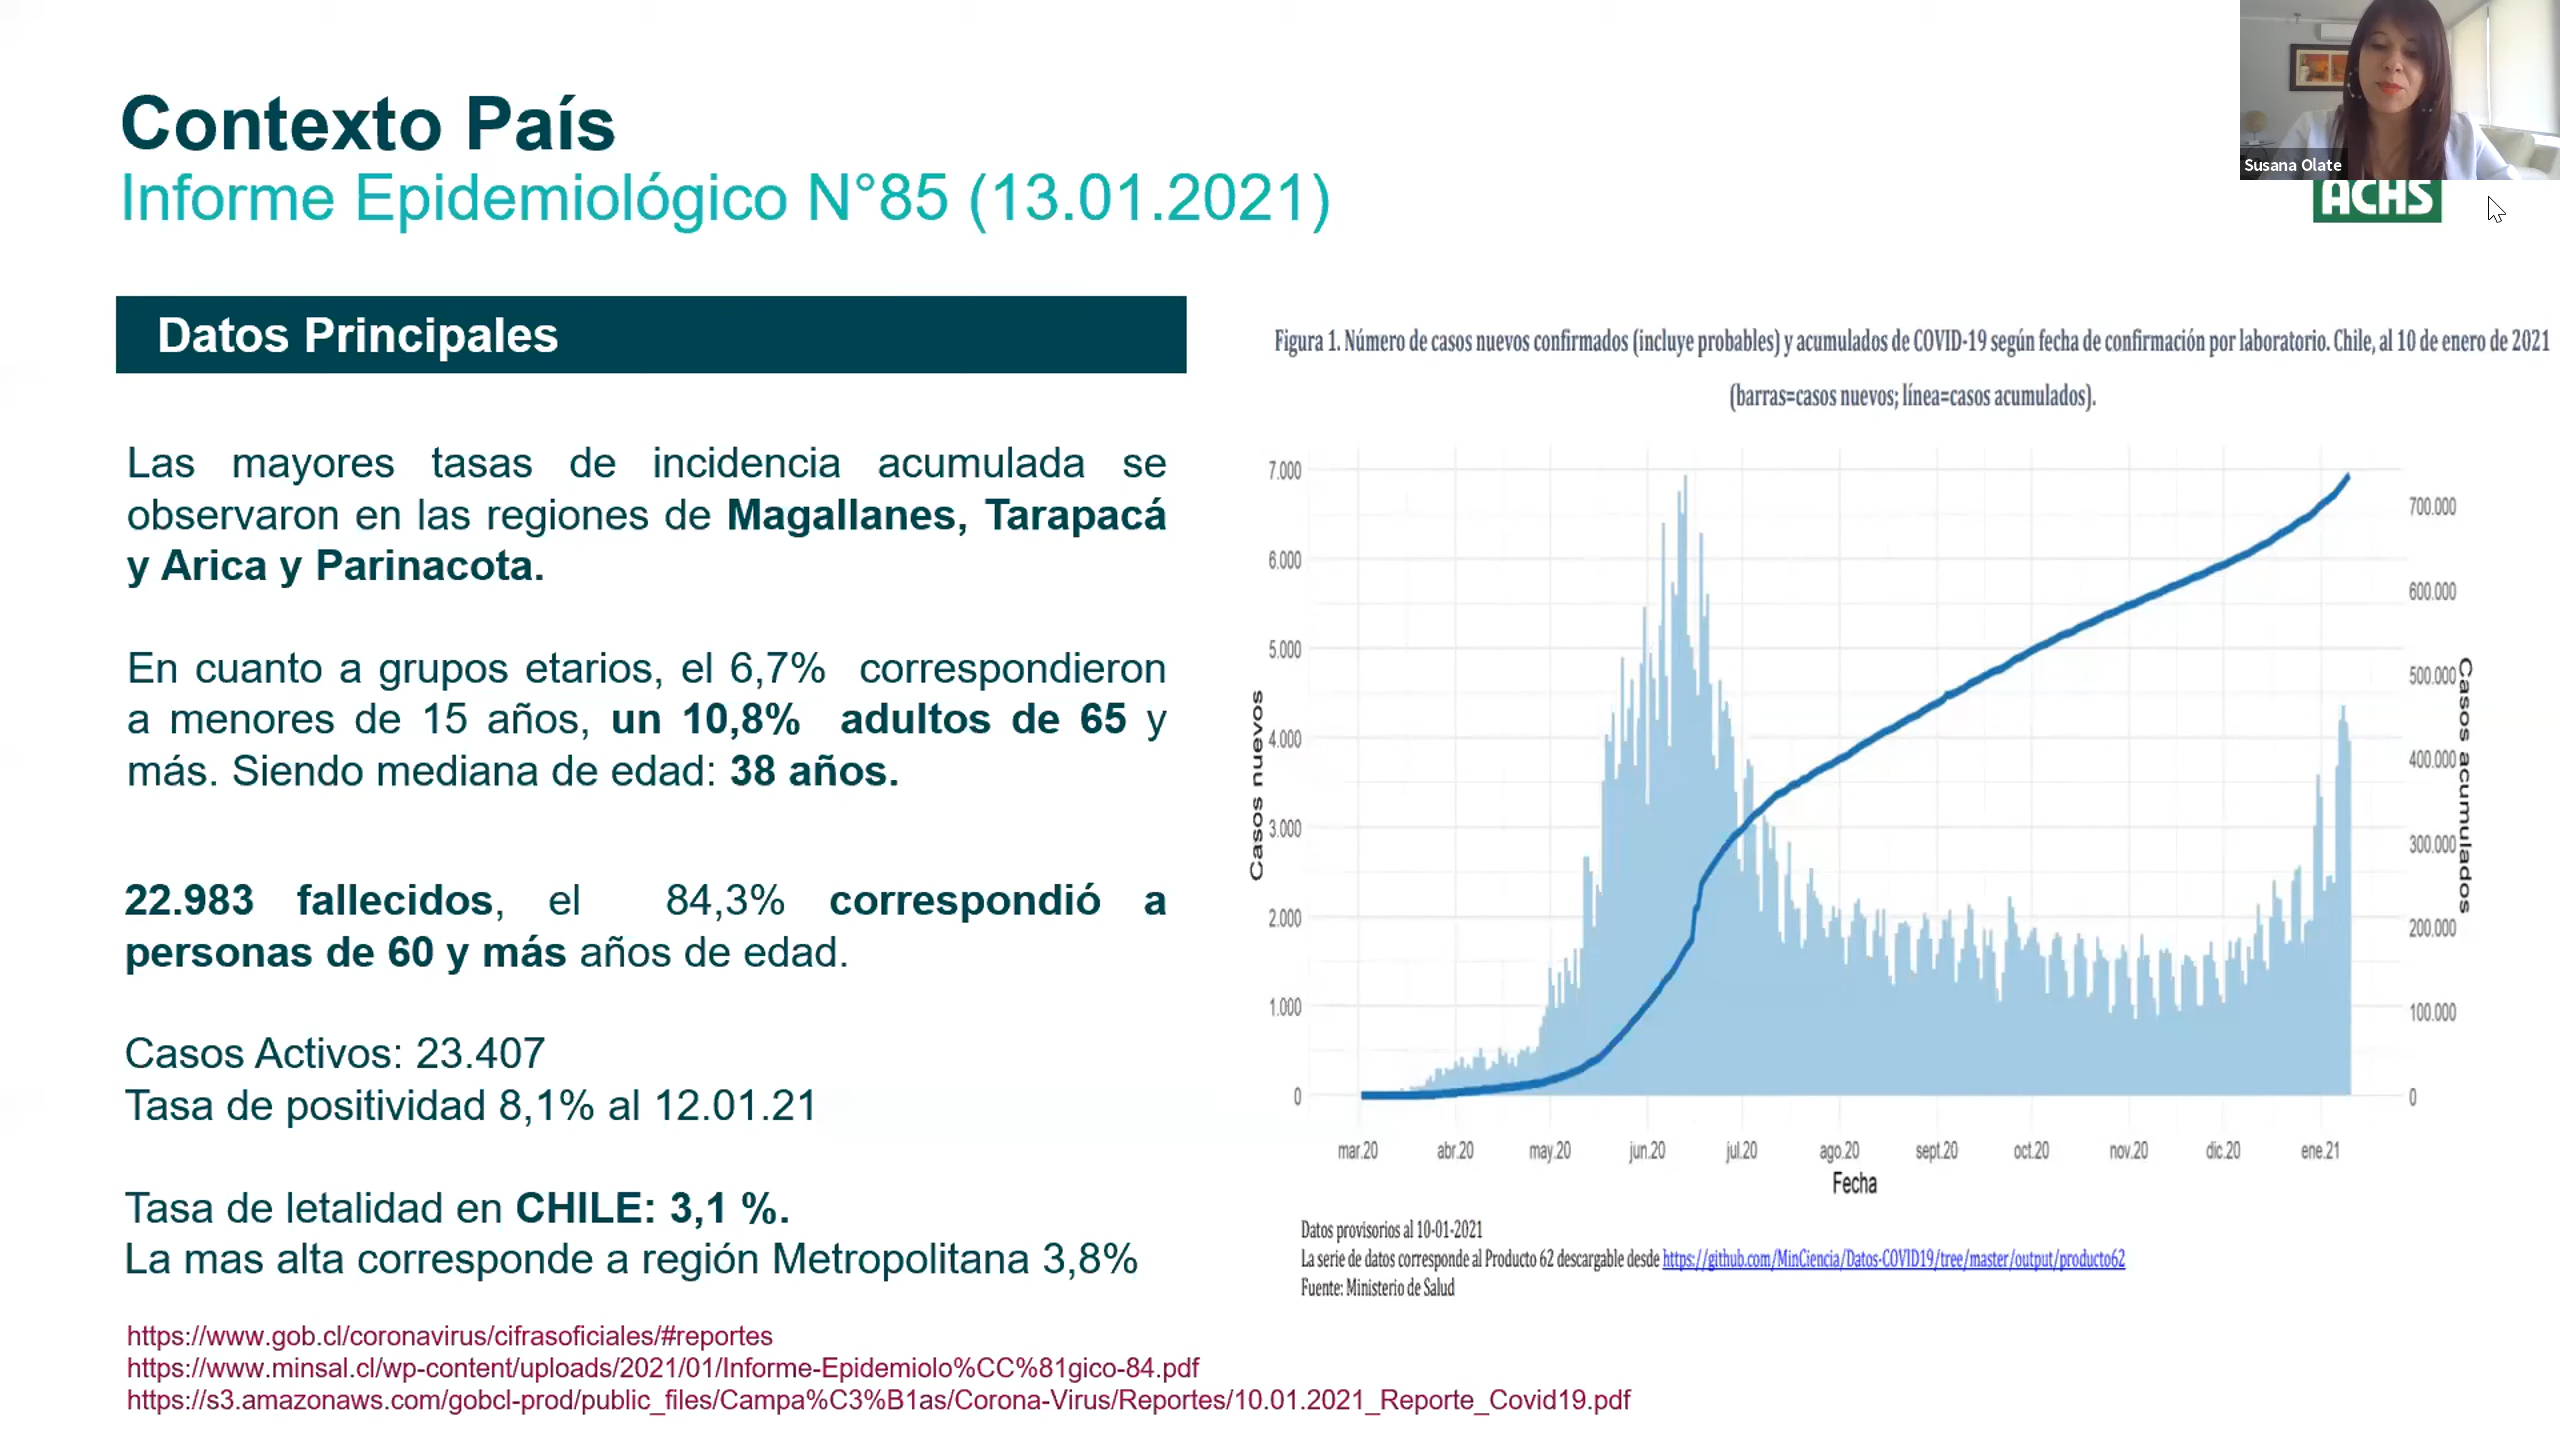 Contexto País
Informe Epidemiológico N°85 (13.01.2021)
Susana Olate
ACHS
Datos Principales
Las mayores tasas de incidencia acumulada se
observaron en las regiones de Magallanes, Tarapacá
y Arica y Parinacota.
En cuanto a grupos etarios, el 6,7% correspondieron
a menores de 15 años, un 10,8% adultos de 65 y
más. Siendo mediana de edad: 38 años.
22.983 fallecidos, el 84,3% correspondió a
personas de 60 y más años de edad.
Casos Activos: 23.407
Tasa de positividad 8,1% al 12.01.21
Tasa de letalidad en CHILE: 3,1 %.
La mas alta corresponde a región Metropolitana 3,8%
https://www.gob.cl/coronavirus/cifrasoficiales/#reportes
https://www.minsal.cl/wp-content/uploads/2021/01/Informe-Epidemiolo%CC%81gico-84.pdf
https://s3.amazonaws.com/gobcl-prod/public_files/Campa%C3%B1as/Corona-Virus/Reportes/10.01.2021_Reporte_Covid19.pdf
Figura 1. Número de casos nuevos confirmados (incluye probables) y acumulados de COVID-19 según fecha de confirmación por laboratorio. Chile, al 10 de enero de 2021
(barras=casos nuevos; línea=casos acumulados).
Casos nuevos
7.000
6.000
5.000
4.000
3.000
2.000
1.000
0
700.000
600.000
500.000
400.000
300.000
200.000
100.000
0
Casos acumulados
mar.20 abr.20 may.20 jun.20 jul.20 ago.20 sept.20 oct.20 nov.20 dic.20 ene.21
Fecha
Datos provisorios al 10-01-2021
La serie de datos corresponde al Producto 62 descargable desde https://github.com/MinCiencia/Datos-COVID19/tree/master/output/producto62
Fuente: Ministerio de Salud